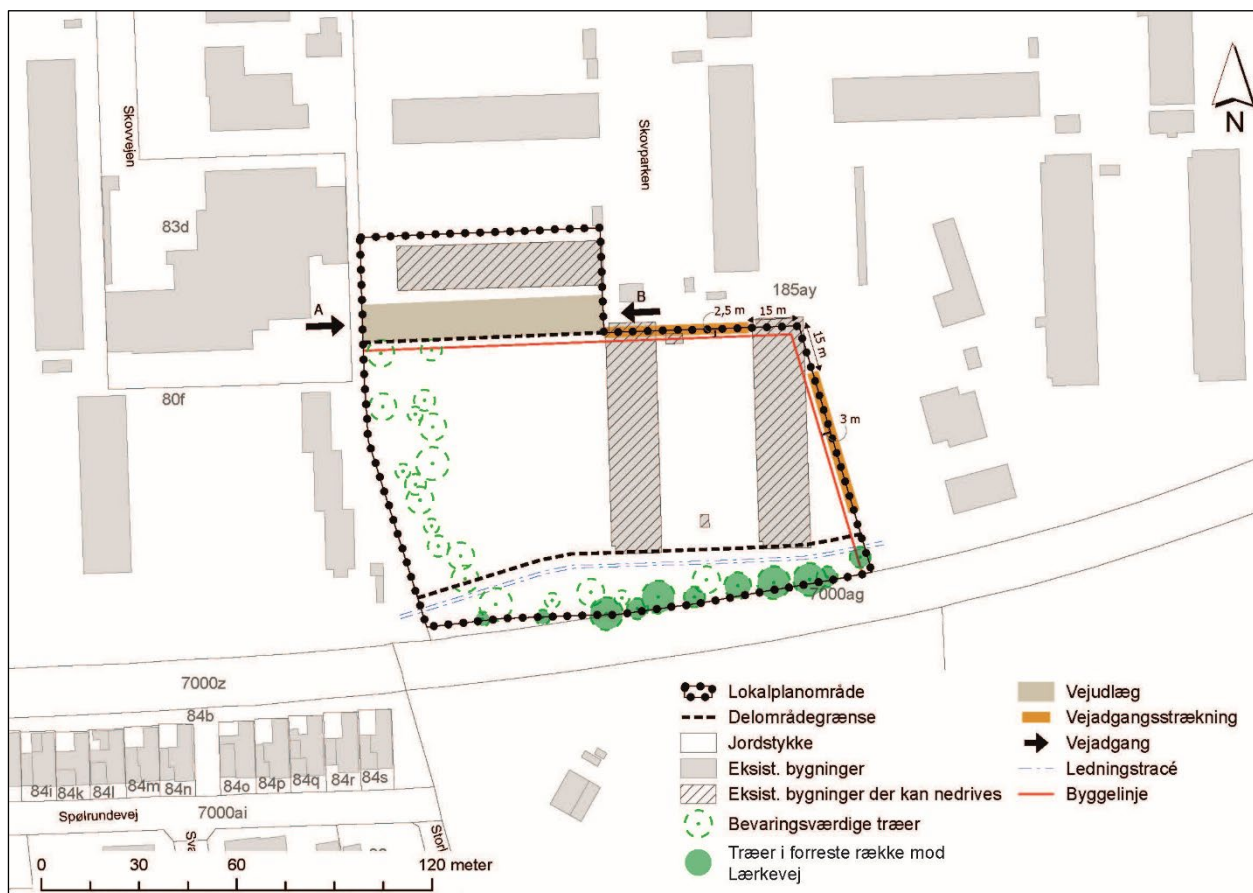 Skovvejen
Skovparken
N
83d
A
B
185ay
2,5 m
15 m
15 m
80f
3 m
7000ag
7000z
84b
84i
84k
84l
84m
84n
84o
84p
84q
84r
84s
Spølrundevej
7000ai
0 30 60 120 meter
Lokalplanområde
Delområdegrænse
Jordstykke
Eksist. bygninger
Eksist. bygninger der kan nedrives
Bevaringsværdige træer
Træer i forreste række mod
Lærkevej
Vejudlæg
Vejadgangsstrækning
Vejadgang
Ledningstracé
Byggelinje